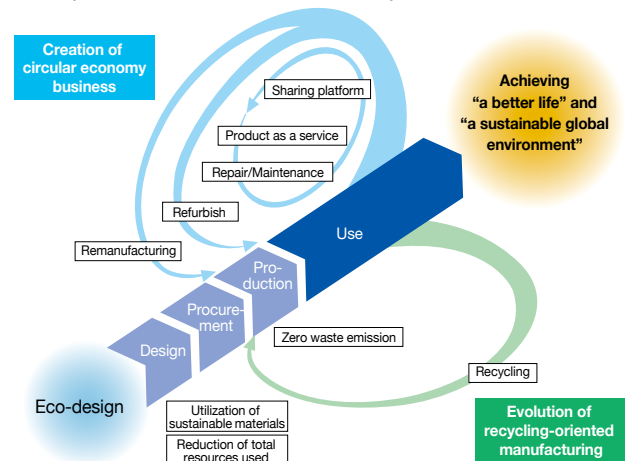 Creation of
circular economy
business
Achieving
“a better life” and
“a sustainable global
environment”
Sharing platform
Product as a service
Repair/Maintenance
Refurbish
Remanufacturing
Use
Pro-
duction
Procure-
ment
Design
Eco-design
Zero waste emission
Recycling
Utilization of
sustainable materials
Reduction of total
resources used
Evolution of
recycling-oriented
manufacturing